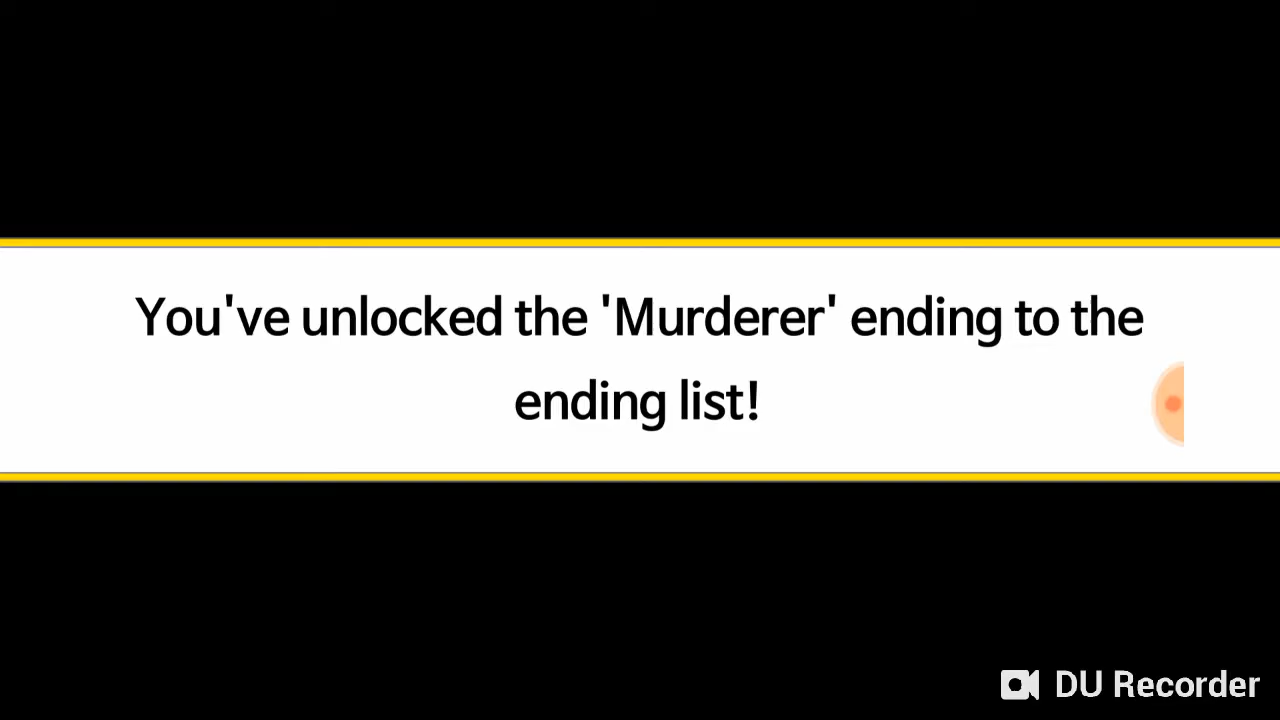 You've unlocked the 'Murderer' ending to the
ending list!
DU Recorder